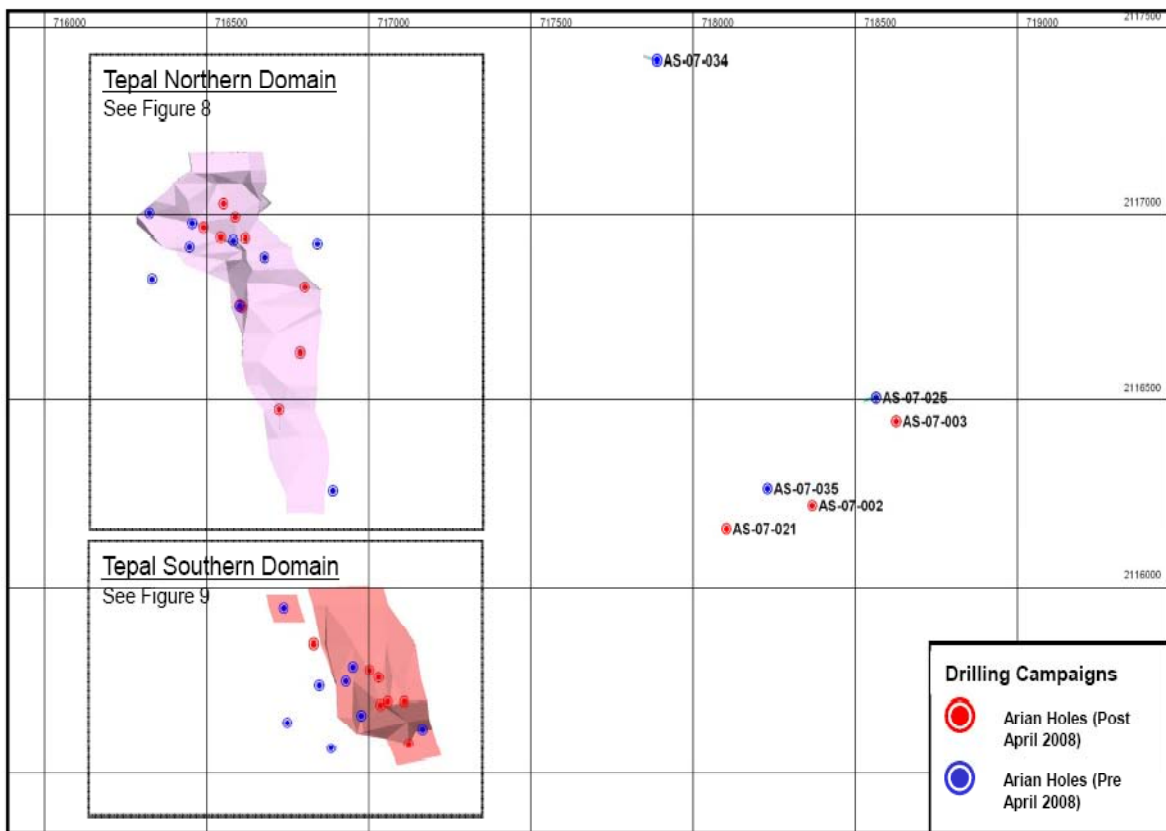 716000
716500
717000
717500
718000
718500
719000
2117500
Tepal Northern Domain
See Figure 8
AS-07-034
2117000
2116500
AS-07-025
AS-07-003
AS-07-035
AS-07-002
AS-07-021
Tepal Southern Domain
See Figure 9
2116000
Drilling Campaigns
Arian Holes (Post
April 2008)
Arian Holes (Pre
April 2008)